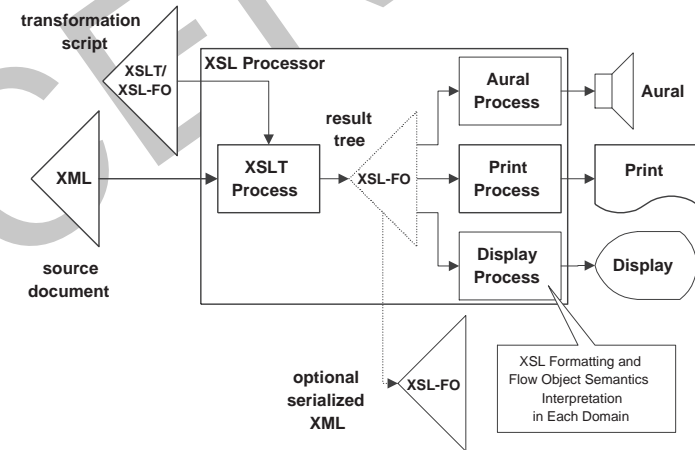 transformation
script
XSLT/
XSL-FO
XSL Processor
Aural
Process
Aural
result
tree
XML
XSLT
Process
XSL-FO
Print
Process
Print
source
document
Display
Process
Display
optional
serialized
XML
XSL-FO
XSL Formatting and
Flow Object Semantics
Interpretation
in Each Domain